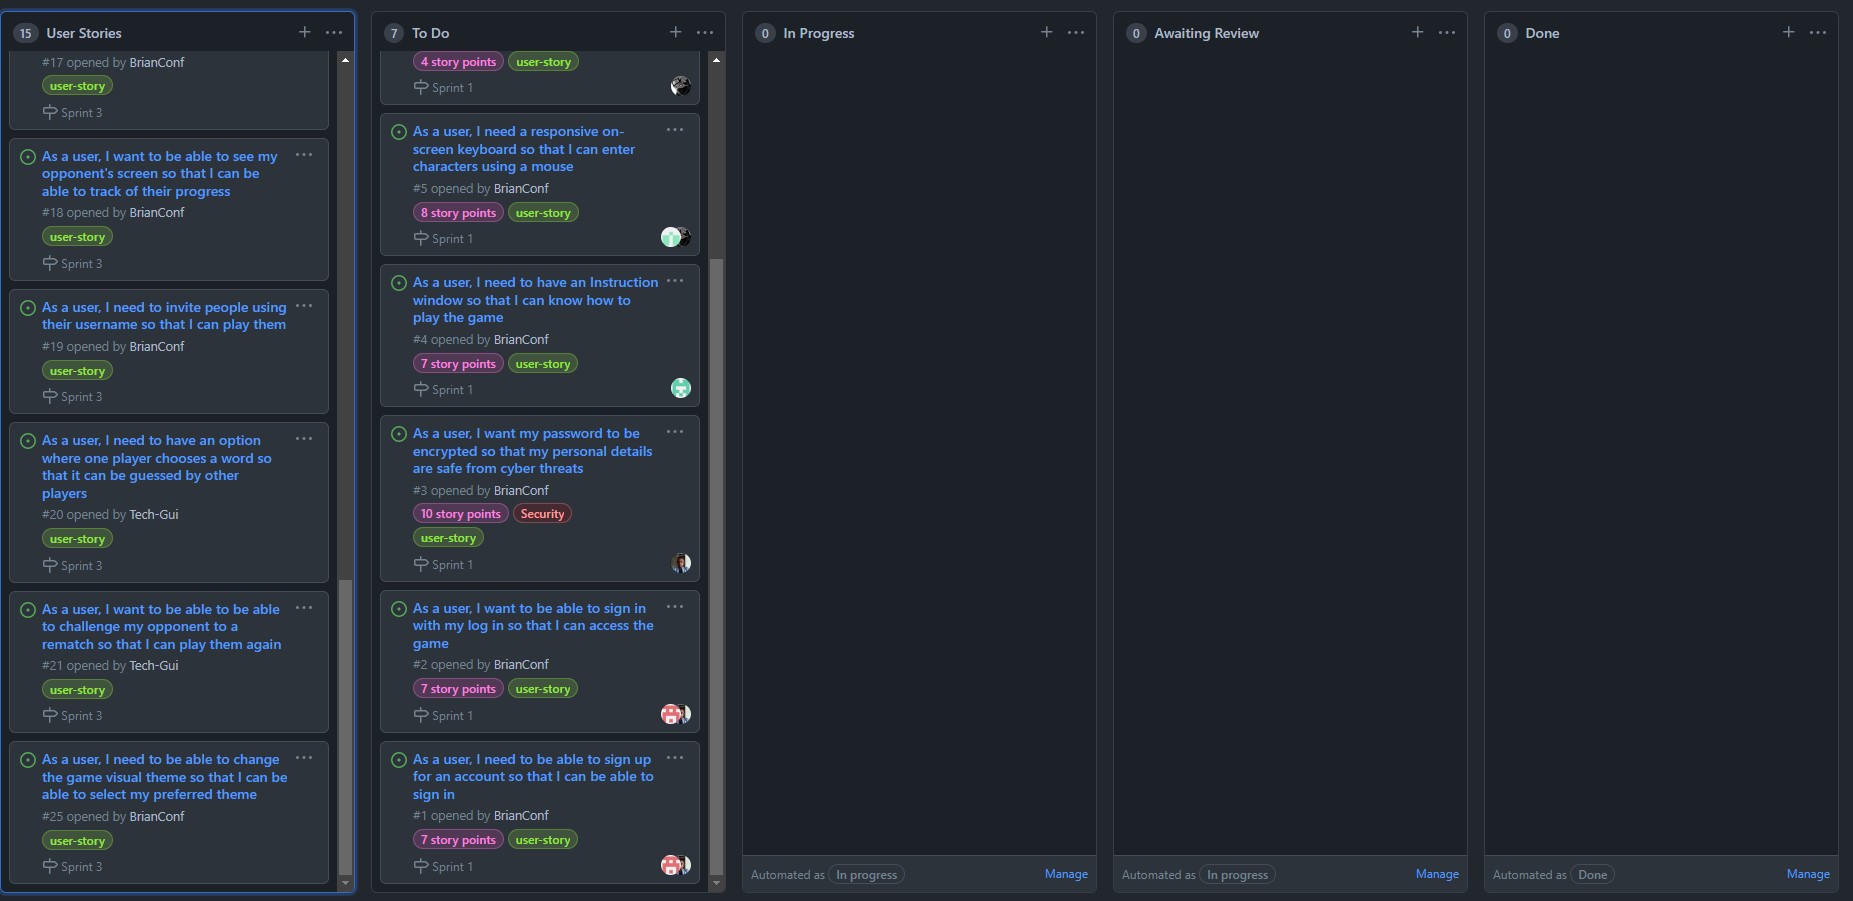 15 User Stories
#17 opened by BrianConf
user-story
Sprint 3
As a user, I want to be able to see my
opponent's screen so that I can be
able to track of their progress
#18 opened by BrianConf
user-story
Sprint 3
As a user, I need to invite people using
their username so that I can play them
#19 opened by BrianConf
user-story
Sprint 3
As a user, I need to have an option
where one player chooses a word so
that it can be guessed by other
players
#20 opened by Tech-Gui
user-story
Sprint 3
As a user, I want to be able to be able
to challenge my opponent to a
rematch so that I can play them again
#21 opened by Tech-Gui
user-story
Sprint 3
As a user, I need to be able to change
the game visual theme so that I can be
able to select my preferred theme
#25 opened by BrianConf
user-story
Sprint 3
7 To Do
4 story points user-story
Sprint 1
As a user, I need a responsive on-
screen keyboard so that I can enter
characters using a mouse
#5 opened by BrianConf
8 story points user-story
Sprint 1
As a user, I need to have an Instruction
window so that I can know how to
play the game
#4 opened by BrianConf
7 story points user-story
Sprint 1
As a user, I want my password to be
encrypted so that my personal details
are safe from cyber threats
#3 opened by BrianConf
10 story points Security
user-story
Sprint 1
As a user, I want to be able to sign in
with my log in so that I can access the
game
#2 opened by BrianConf
7 story points user-story
Sprint 1
As a user, I need to be able to sign up
for an account so that I can be able to
sign in
#1 opened by BrianConf
7 story points user-story
Sprint 1
0 In Progress
Automated as In progress Manage
0 Awaiting Review
Automated as In progress Manage
0 Done
Automated as Done Manage